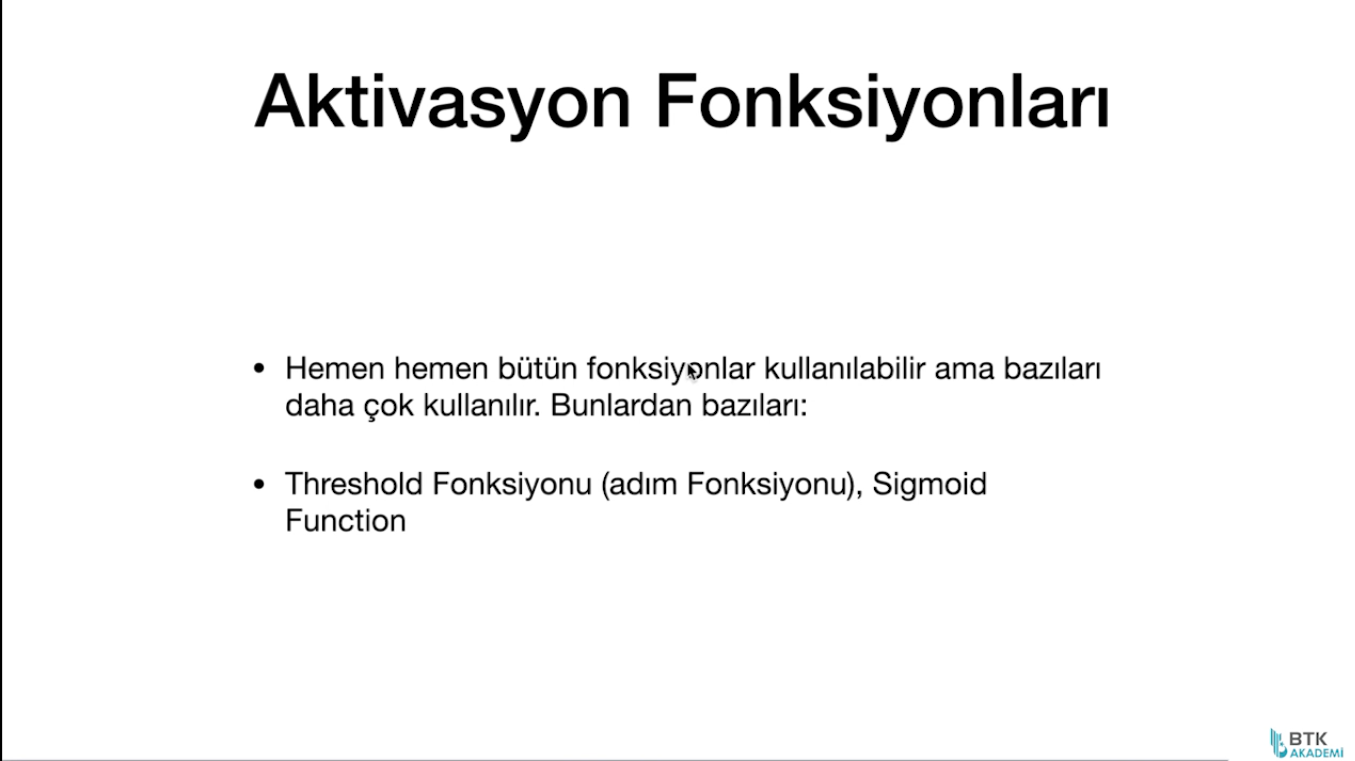 Aktivasyon Fonksiyonları
• Hemen hemen bütün fonksiyonlar kullanılabilir ama bazıları
daha çok kullanılır. Bunlardan bazıları:
• Threshold Fonksiyonu (adım Fonksiyonu), Sigmoid
Function
BTK
AKADEMİ